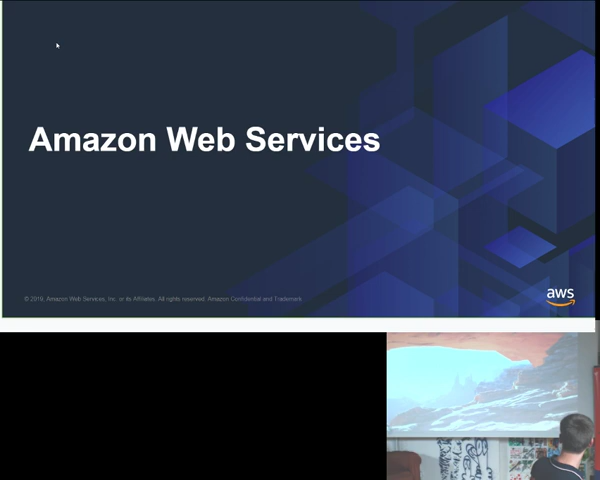 Amazon Web Services
© 2019, Amazon Web Services, Inc. or its Affiliates. All rights reserved. Amazon Confidential and Trademark
aws